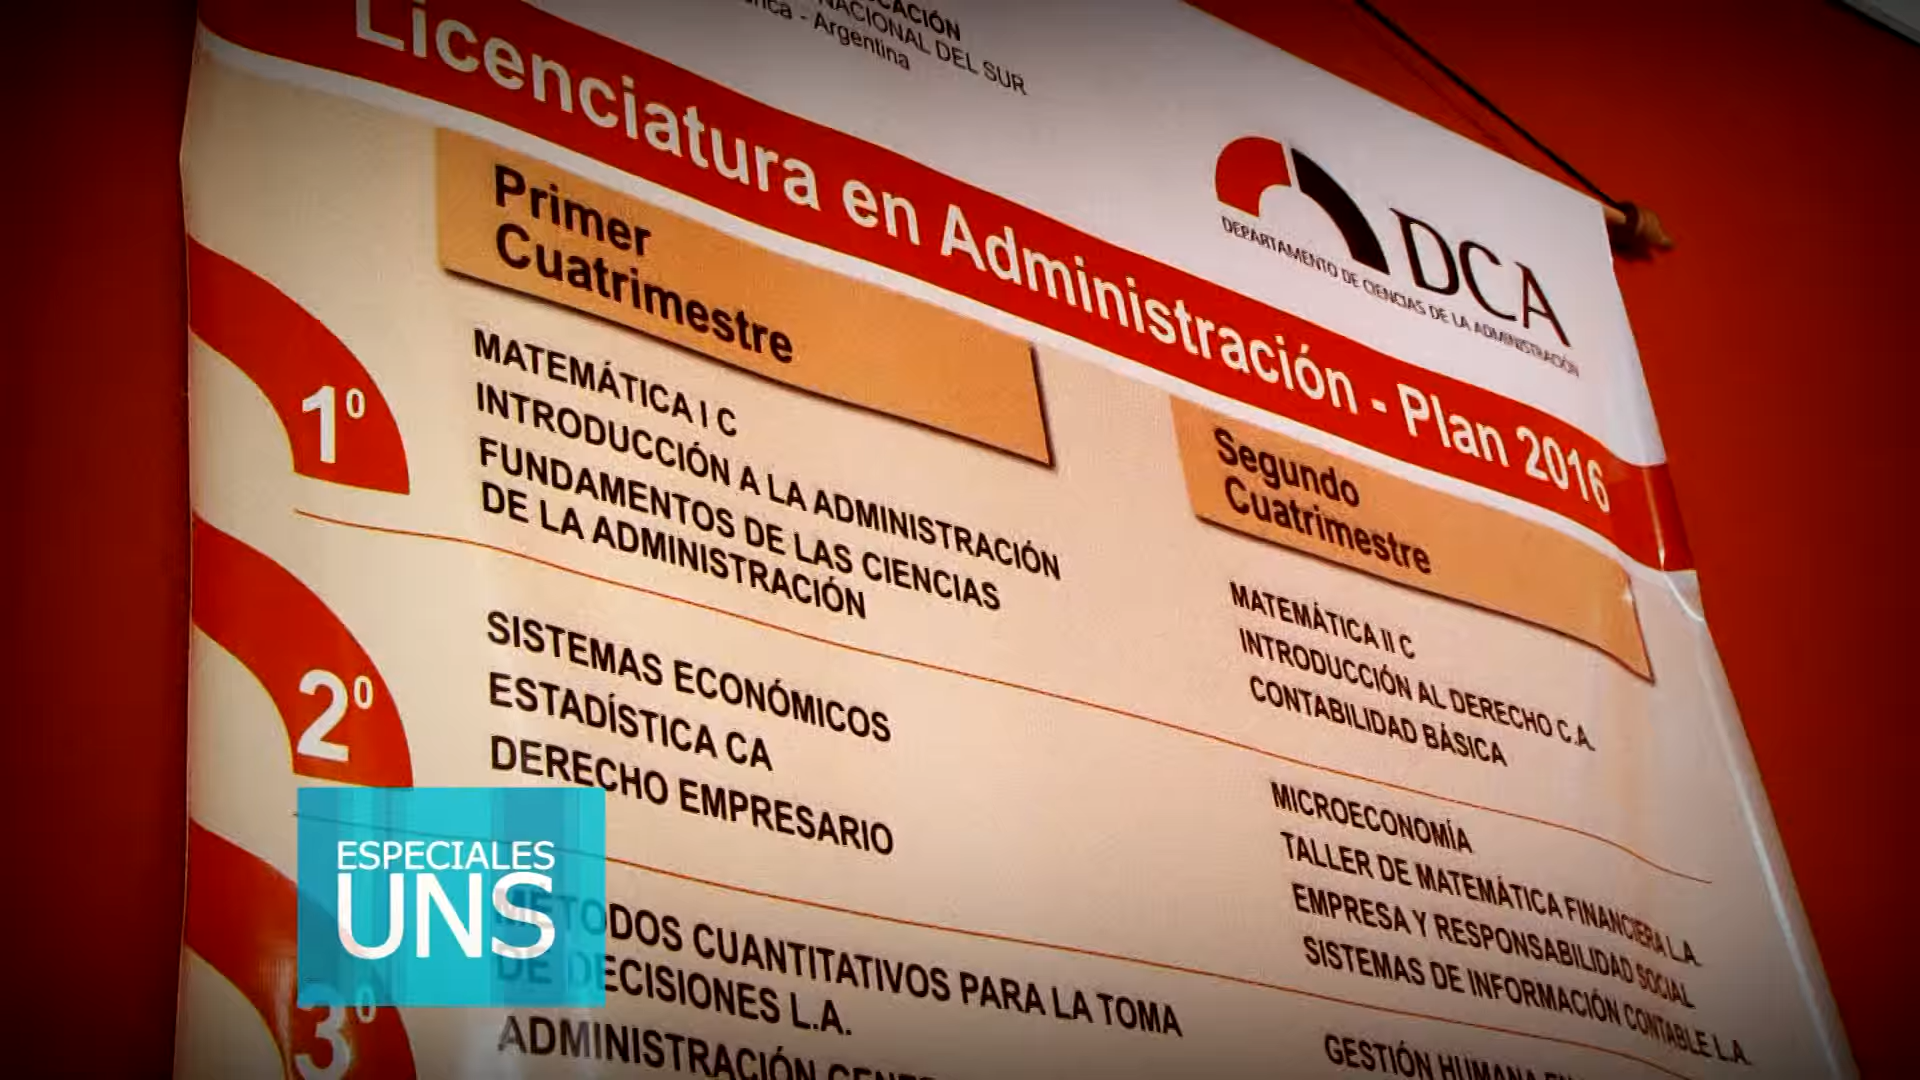 NACIONAL DEL SUR
- Argentina
Licenciatura en Administración - Plan 2016
DCA
DEPARTAMENTO DE CIENCIAS DE LA ADMINISTRACIÓN
Primer
Cuatrimestre
Segundo
Cuatrimestre
1º
MATEMÁTICA I C
INTRODUCCIÓN A LA ADMINISTRACIÓN
FUNDAMENTOS DE LAS CIENCIAS
DE LA ADMINISTRACIÓN
MATEMÁTICA II C
INTRODUCCIÓN AL DERECHO C.A.
CONTABILIDAD BÁSICA
2º
SISTEMAS ECONÓMICOS
ESTADÍSTICA CA
DERECHO EMPRESARIO
MICROECONOMÍA
TALLER DE MATEMÁTICA FINANCIERA L.A.
EMPRESA Y RESPONSABILIDAD SOCIAL
SISTEMAS DE INFORMACIÓN CONTABLE L.A.
3º
MÉTODOS CUANTITATIVOS PARA LA TOMA
DE DECISIONES L.A.
ADMINISTRACIÓN
GESTIÓN HUMANA
ESPECIALES
UNS